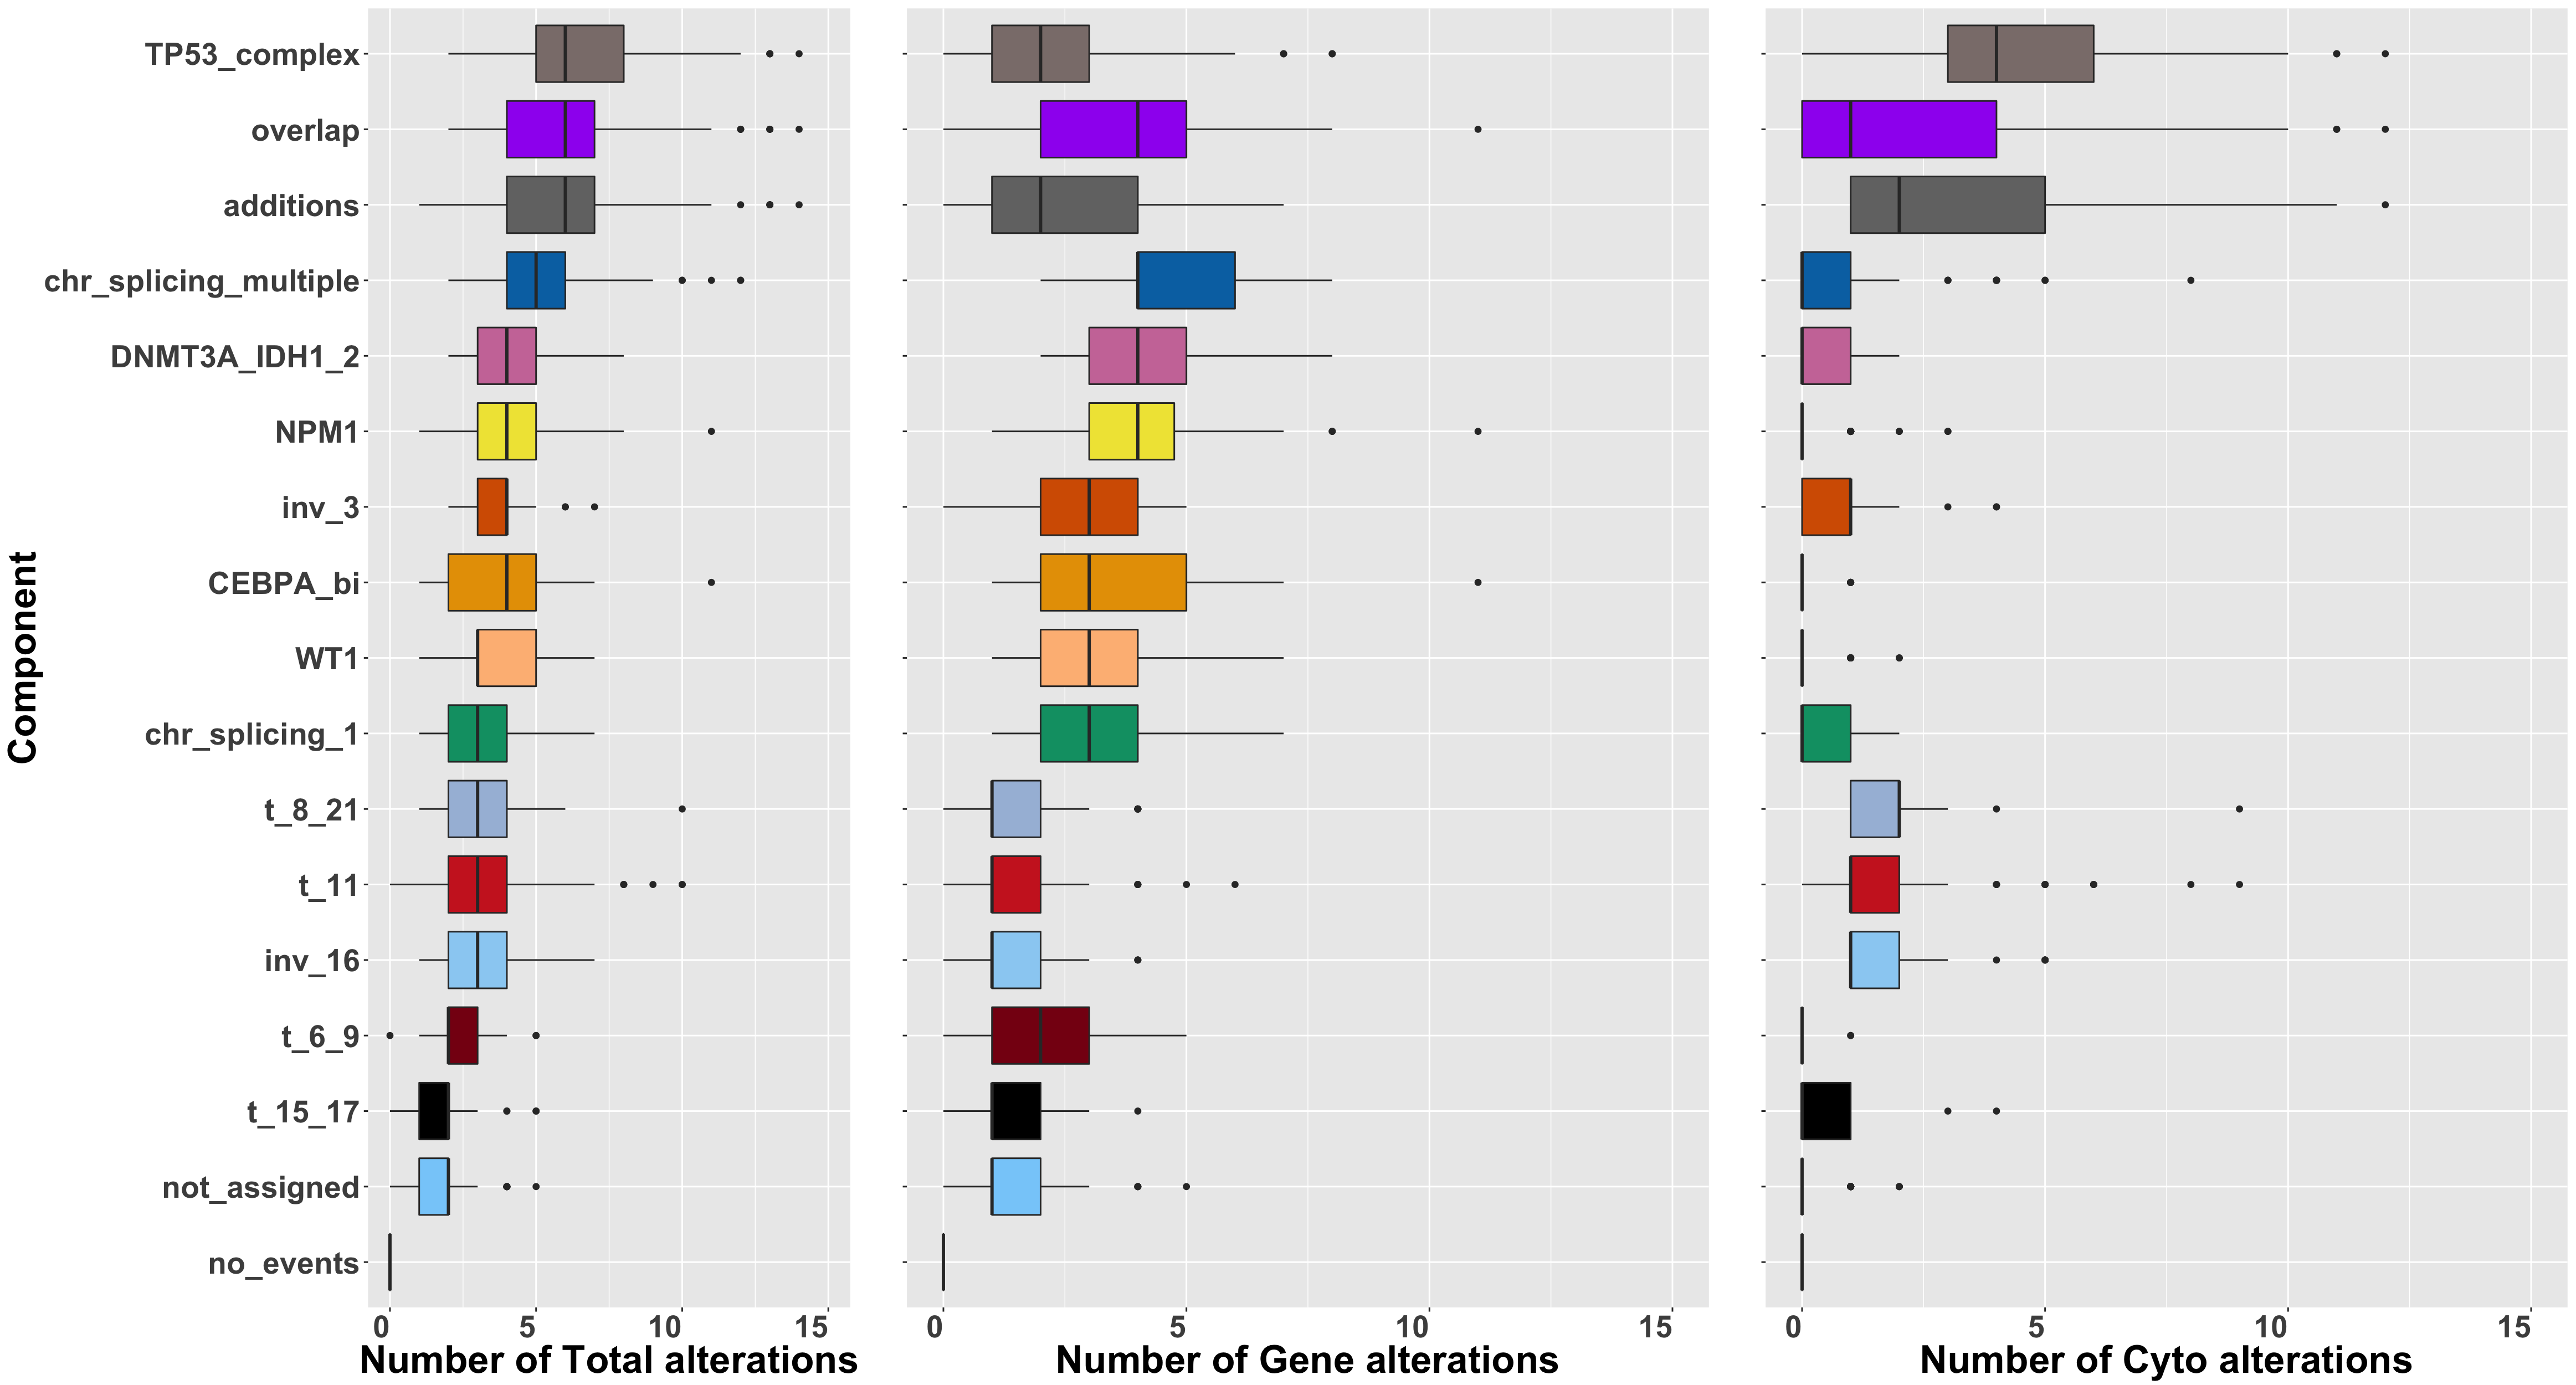 Component
TP53_complex
overlap
additions
chr_splicing_multiple
DNMT3A_IDH1_2
NPM1
inv_3
CEBPA_bi
WT1
chr_splicing_1
t_8_21
t_11
inv_16
t_6_9
t_15_17
not_assigned
no_events
0 5 10 15
Number of Total alterations
0 5 10 15
Number of Gene alterations
0 5 10 15
Number of Cyto alterations